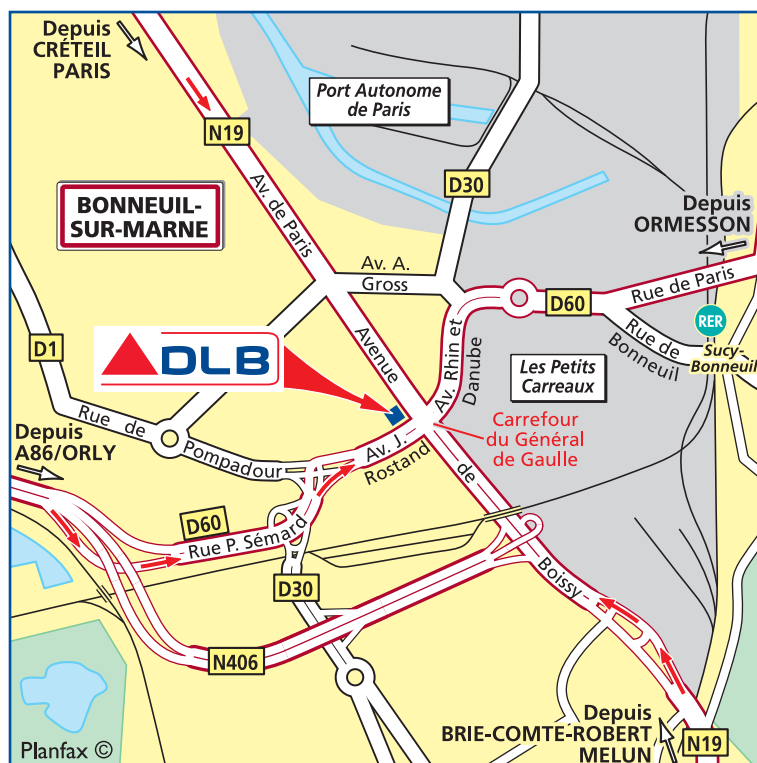 Depuis
CRÉTEIL
PARIS
Port Autonome
de Paris
N19
D30
BONNEUIL-
SUR-MARNE
Av. de Paris
Depuis
ORMESSON
Av. A.
Gross
Rue de Paris
D60
RER
D1
DLB
Avenue
Av. Rhin et
Danube
Rue de
Bonneuil
Sucy-
Bonneuil
Les Petits
Carreaux
Rue de
Pompadour
Carrefour
du Général
de Gaulle
Depuis
A86/ORLY
Av. J.
Rostand
de
D60
Rue P. Sémard
Boissy
D30
N406
Depuis
BRIE-COMTE-ROBERT
MELUN
N19
Planfax ©